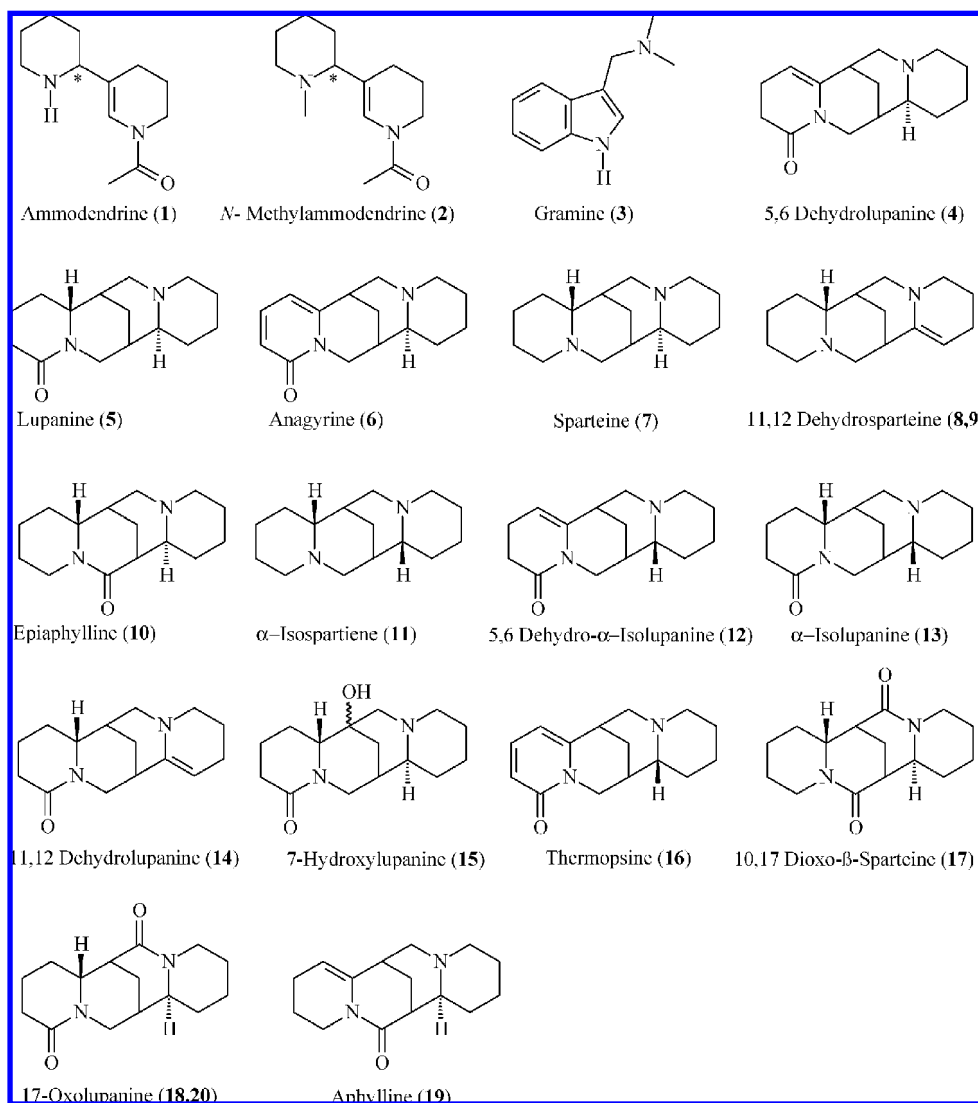 N
*
H
N
O
Ammodendrine (1)
N
*
N
O
N- Methylammodendrine (2)
N
N
H
Gramine (3)
N
N
H
O
5,6 Dehydrolupanine (4)
H
N
N
H
O
Lupanine (5)
N
N
H
O
Anagyrine (6)
H
N
N
H
Sparteine (7)
H
N
N
11,12 Dehydrosparteine (8,9
H
N
N
H
O
Epiaphylline (10)
H
N
N
H
α–Isospartiene (11)
N
N
H
O
5,6 Dehydro-α–Isolupanine (12)
H
N
N
H
O
α–Isolupanine (13)
H
N
N
O
11,12 Dehydrolupanine (14)
OH
H
N
N
H
O
7-Hydroxylupanine (15)
N
N
H
O
Thermopsine (16)
O
H
N
N
H
O
10,17 Dioxo-ß-Sparteine (17)
O
H
N
N
H
O
17-Oxolupanine (18,20)
N
N
H
O
Aphylline (19)